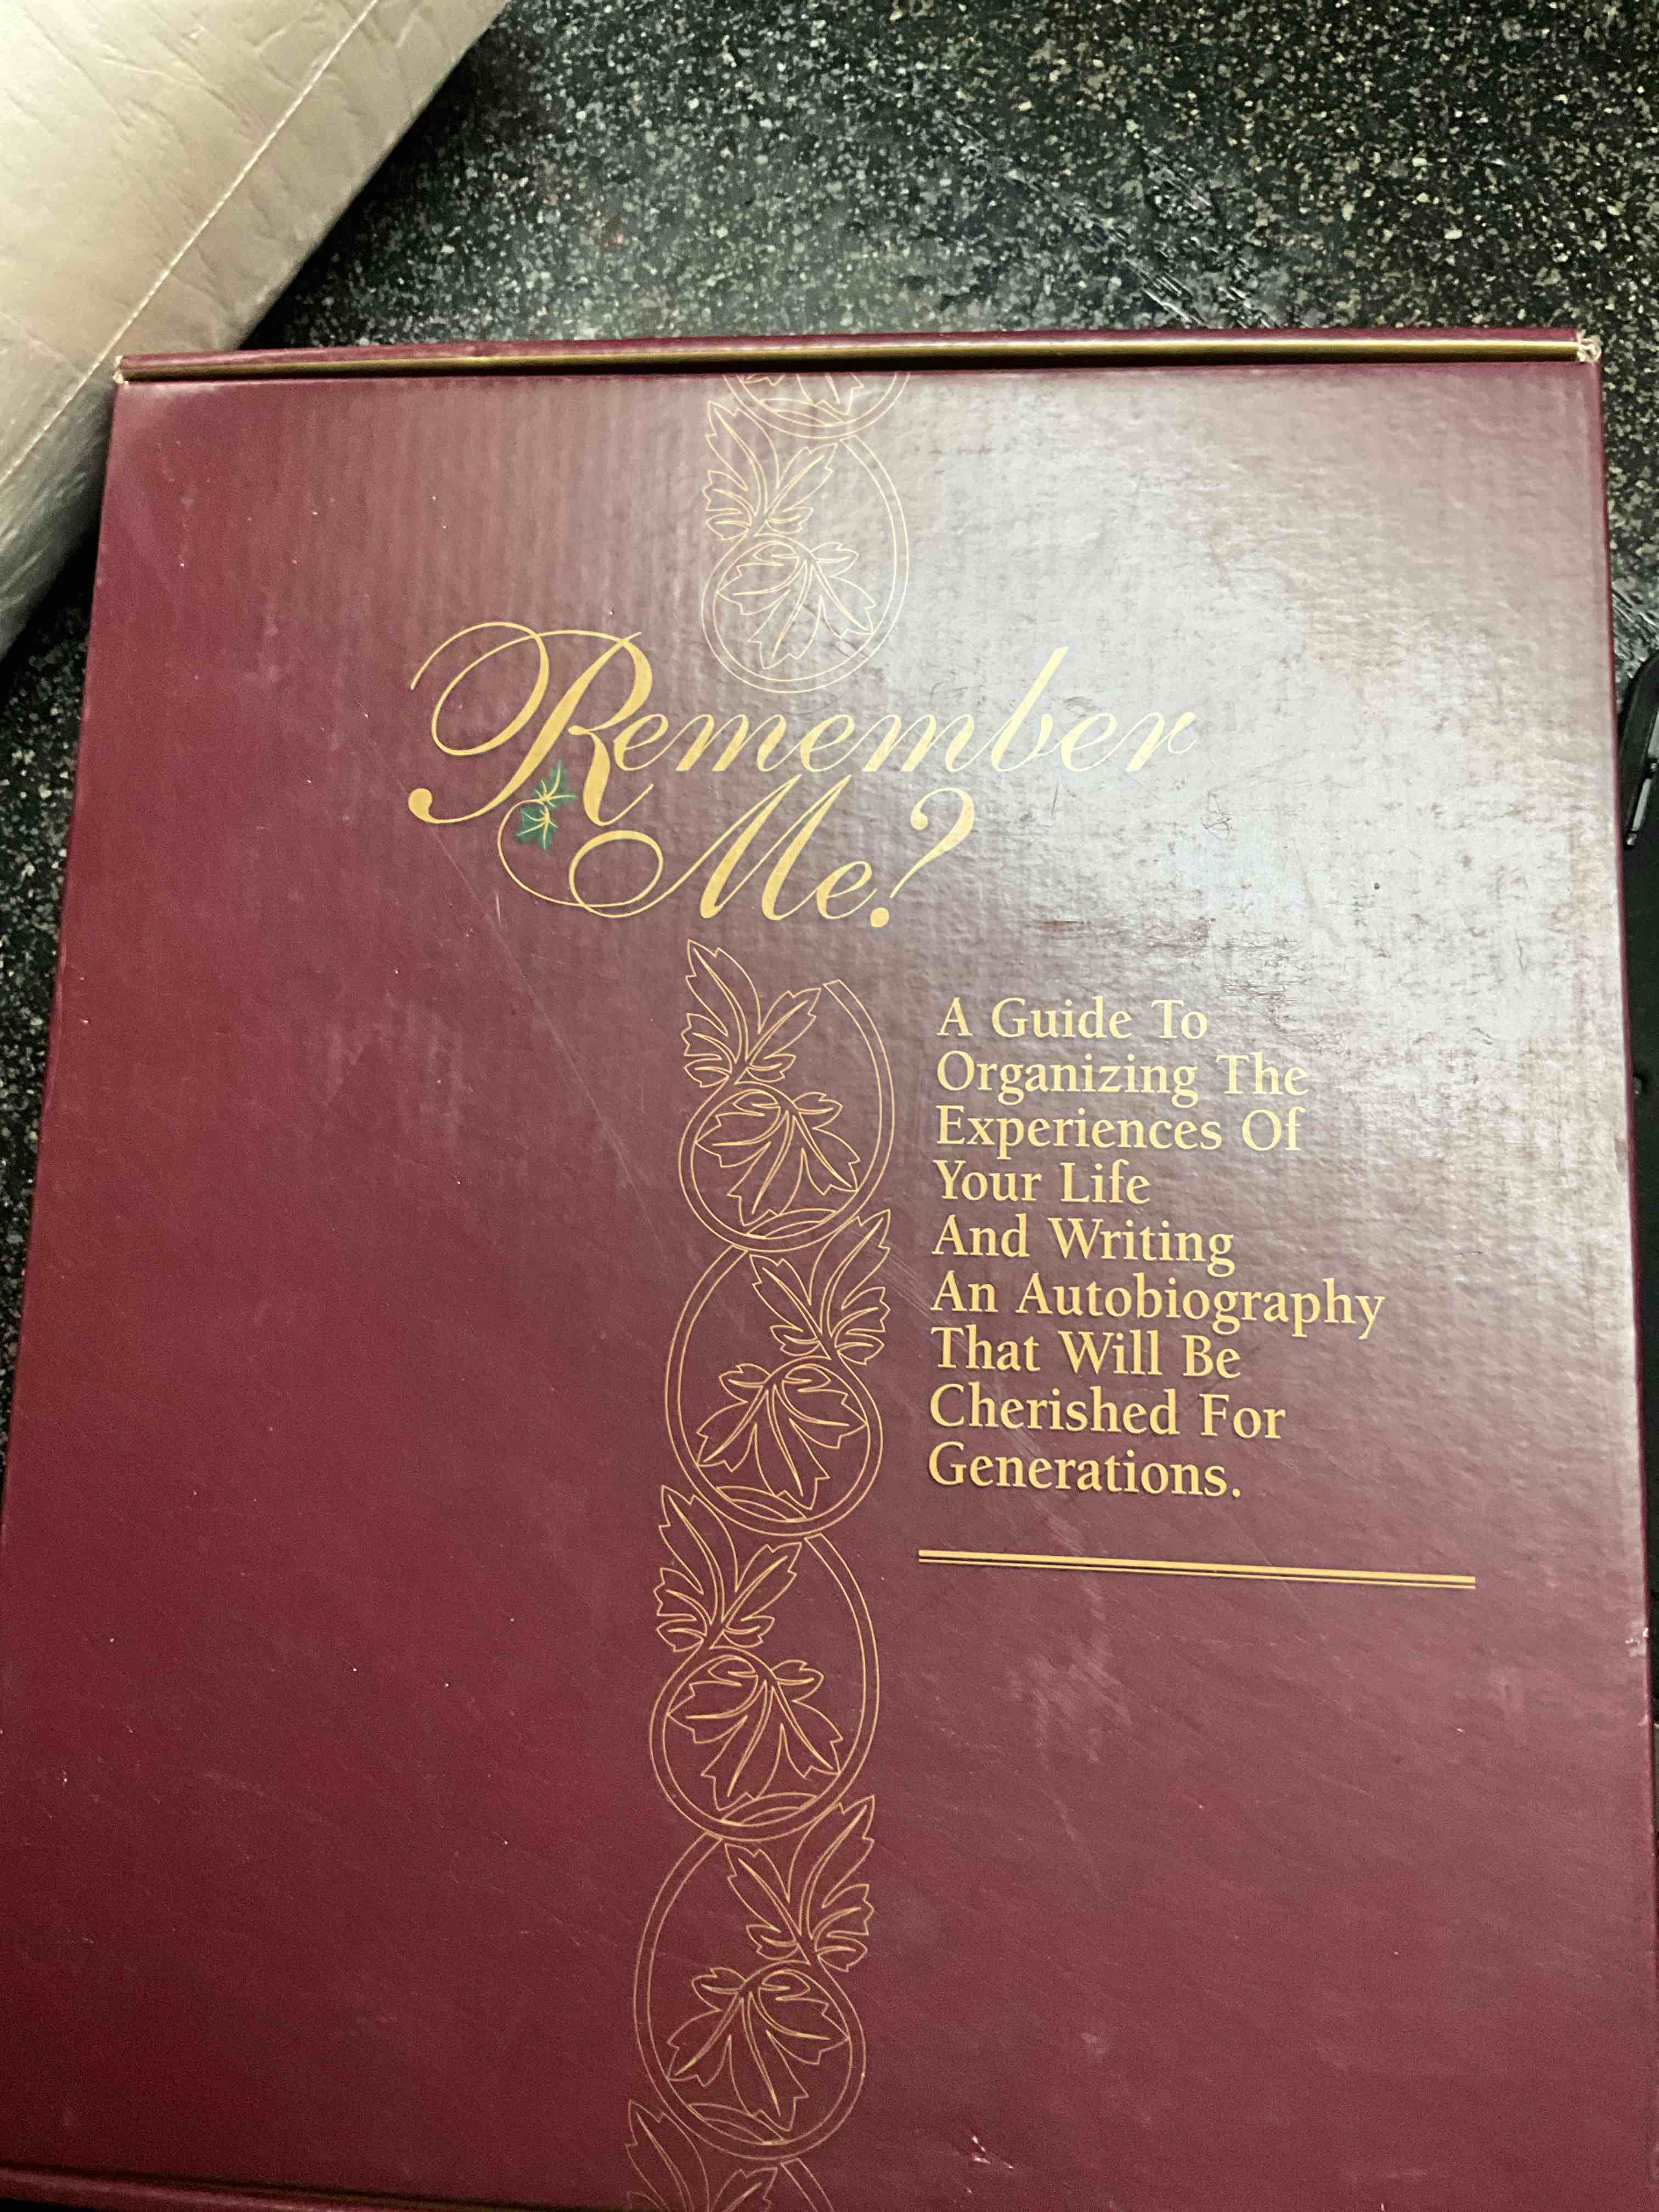 Remember
Me?
A Guide To
Organizing The
Experiences Of
Your Life
And Writing
An Autobiography
That Will Be
Cherished For
Generations.